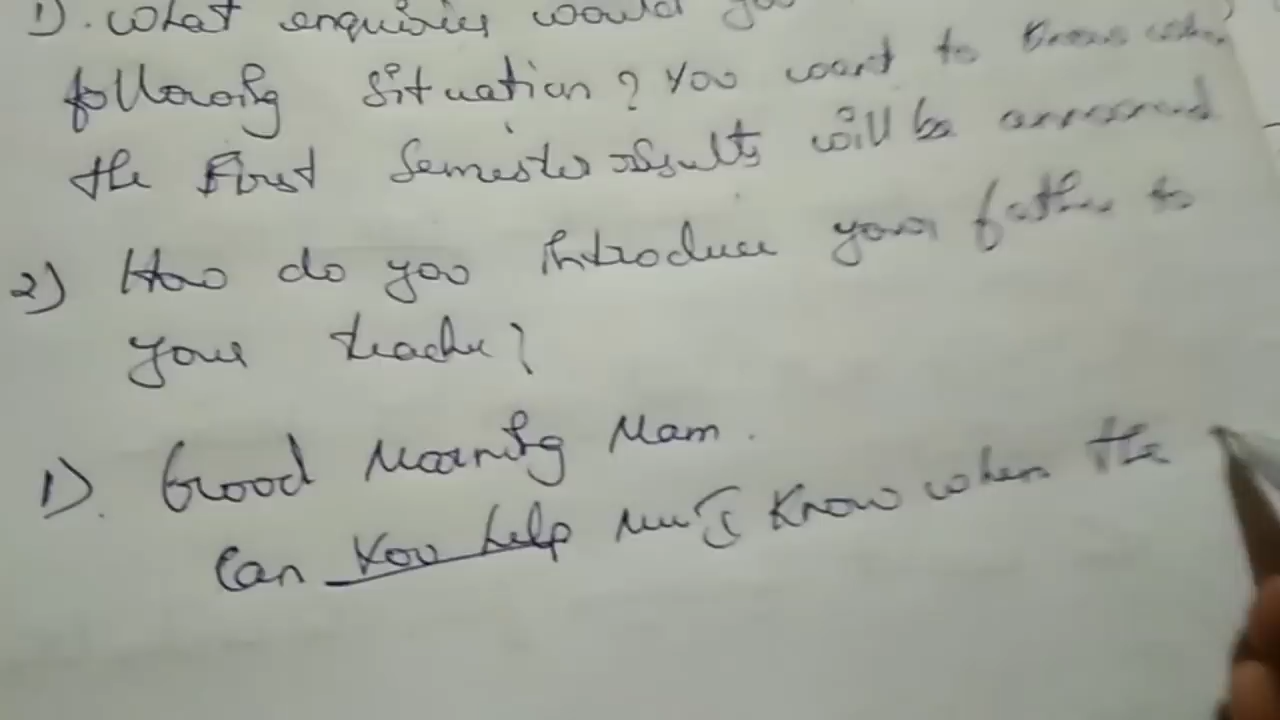 1). What enquiries would you
following situation? You want to know when
the First Semester results will be announced
2) How do you introduce your father to
your teacher?
1). Good Morning Mam.
Can You help I Know when the